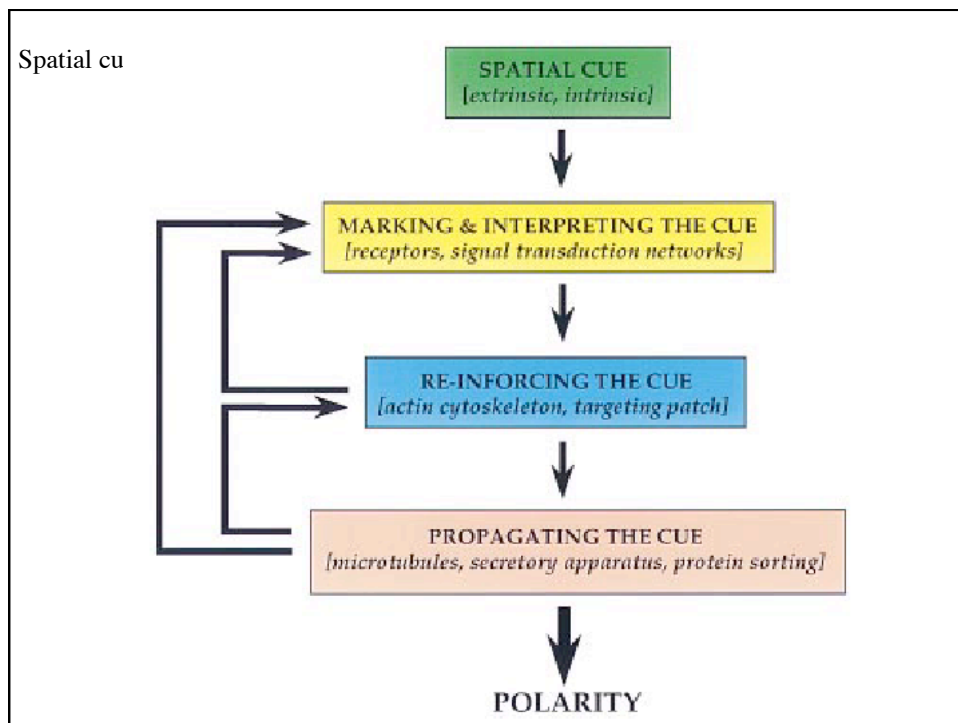 Spatial cu
SPATIAL CUE
[extrinsic, intrinsic]
MARKING & INTERPRETING THE CUE
[receptors, signal transduction networks]
RE-INFORCING THE CUE
[actin cytoskeleton, targeting patch]
PROPAGATING THE CUE
[microtubules, secretory apparatus, protein sorting]
POLARITY